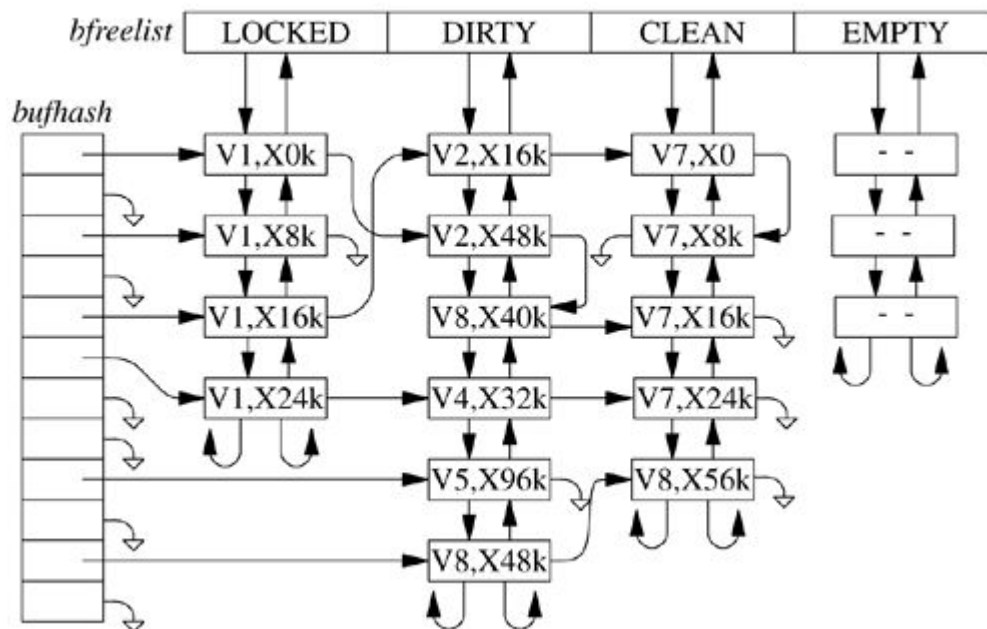 bfreelist LOCKED DIRTY CLEAN EMPTY
bufhash
V1,X0k V2,X16k V7,X0 - -
V1,X8k V2,X48k V7,X8k - -
V1,X16k V8,X40k V7,X16k - -
V1,X24k V4,X32k V7,X24k
V5,X96k V8,X56k
V8,X48k